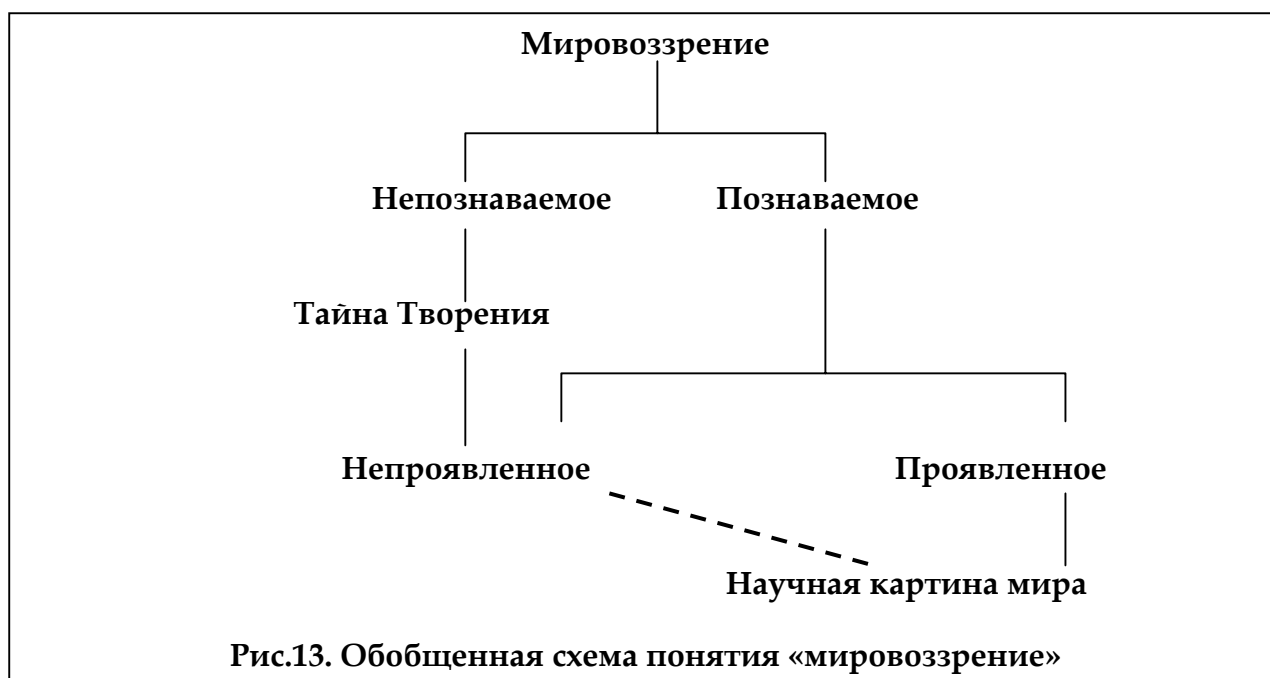 Мировоззрение
Непознаваемое Познаваемое
Тайна Творения
Непроявленное Проявленное
Научная картина мира
Рис.13. Обобщенная схема понятия «мировоззрение»